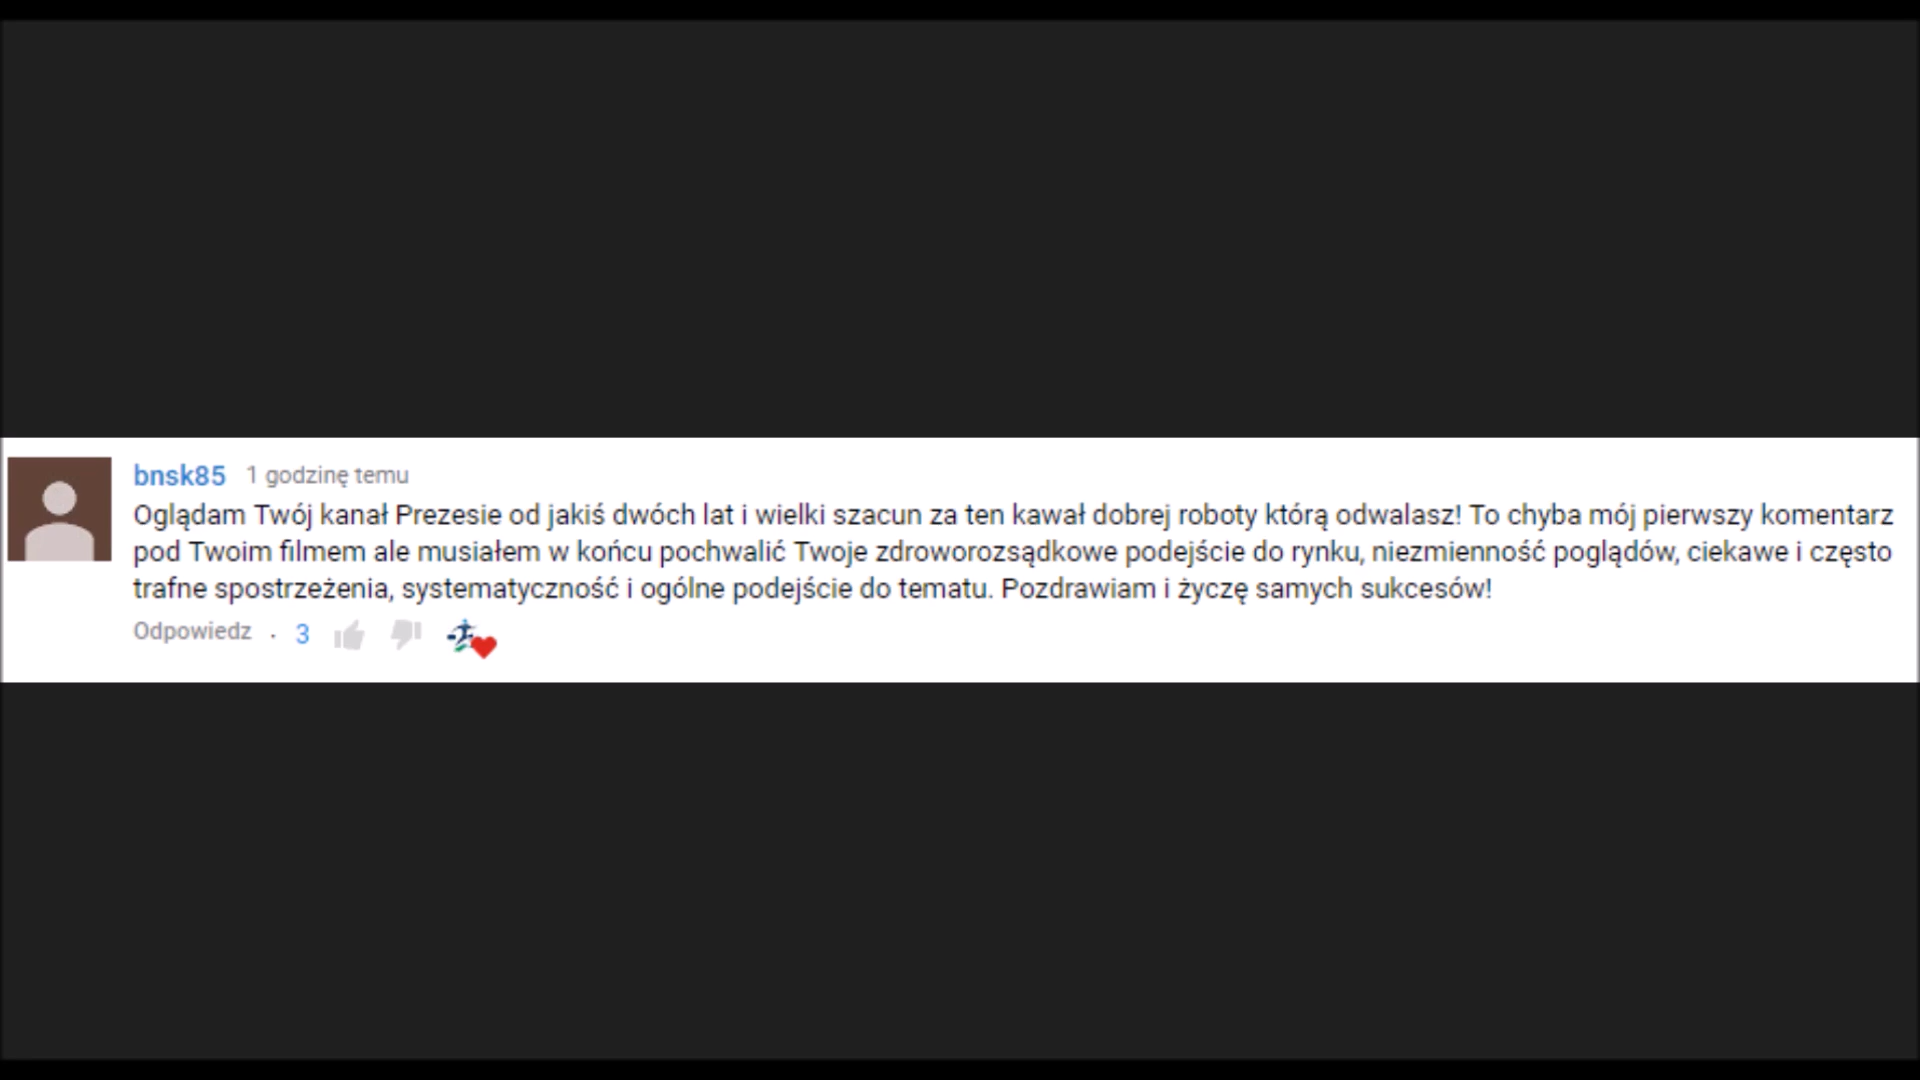 bnsk85 1 godzinę temu
Oglądam Twój kanał Prezesie od jakiś dwóch lat i wielki szacun za ten kawał dobrej roboty którą odwalasz! To chyba mój pierwszy komentarz
pod Twoim filmem ale musiałem w końcu pochwalić Twoje zdroworozsądkowe podejście do rynku, niezmienność poglądów, ciekawe i często
trafne spostrzeżenia, systematyczność i ogólne podejście do tematu. Pozdrawiam i życzę samych sukcesów!
Odpowiedz · 3